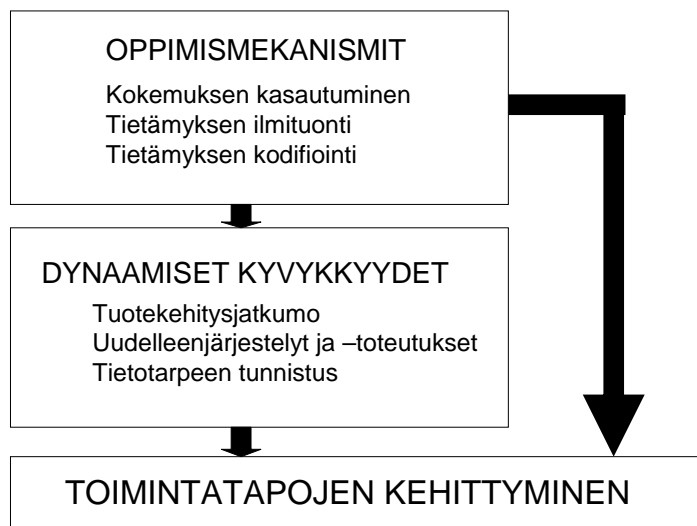 OPPIMISMEKANISMIT
Kokemuksen kasautuminen
Tietämyksen ilmituonti
Tietämyksen kodifiointi
DYNAAMISET KYVYKKYYDET
Tuotekehitysjatkumo
Uudelleenjärjestelyt ja –toteutukset
Tietotarpeen tunnistus
TOIMINTATAPOJEN KEHITTYMINEN